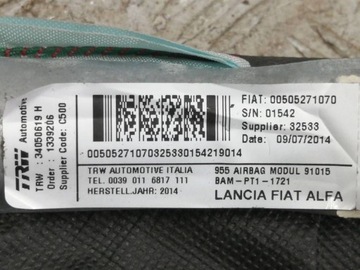 TRW Automotive
TRW : 34050619 H
Order : 1339206
Supplier Code: C500
FIAT: 00505271070
S/N: 01542
Supplier: 32533
Date: 09/07/2014
00505271070325330154219014
TRW AUTOMOTIVE ITALIA
TEL. 0039 011 6817 111
HERSTELL.JAHR: 2014
955 AIRBAG MODUL 91015
BAM-PT1-1721
LANCIA FIAT ALFA